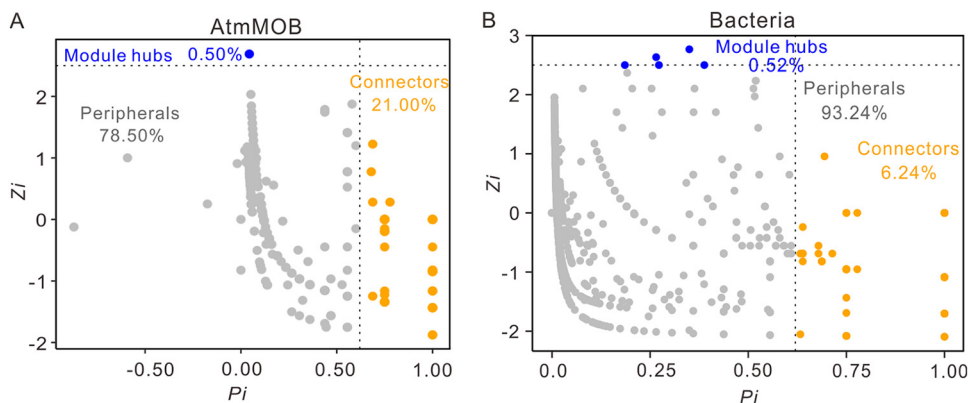 A
AtmMOB
Module hubs 0.50%
Connectors
21.00%
Peripherals
78.50%
Zi
2
1
0
-1
-2
-0.50
0.00
0.50
1.00
Pi
B
Bacteria
Module hubs
0.52%
Peripherals
93.24%
Connectors
6.24%
Zi
3
2
1
0
-1
-2
0.0
0.25
0.50
0.75
1.00
Pi